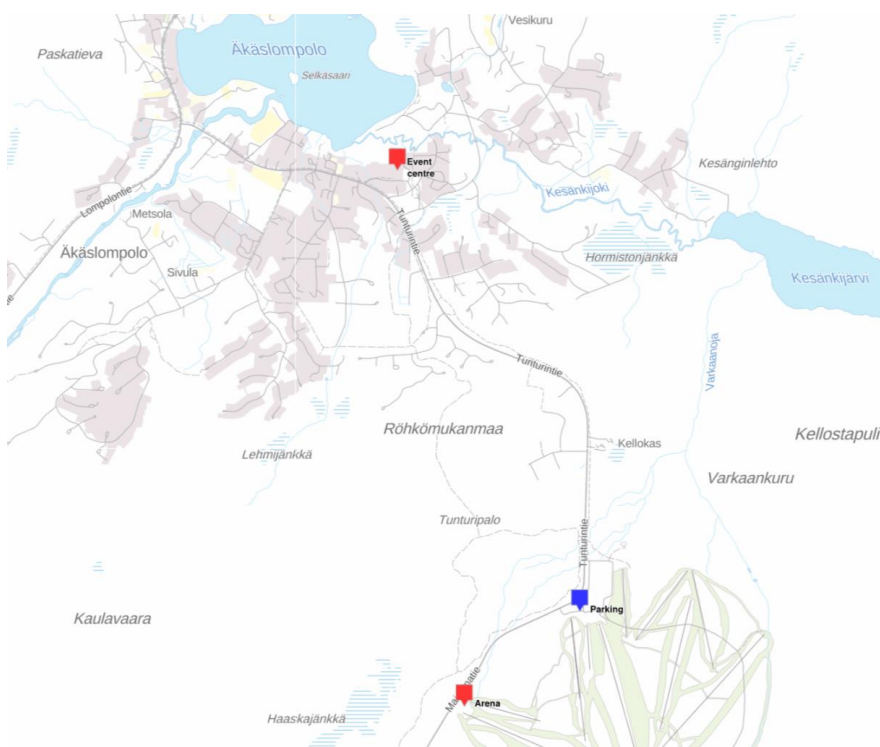 Vesikuru
Paskatieva
Äkäslompolo
Selkäsaari
Event
centre
Kesänginlehto
Kesänkijoki
Lompolontie
Metsola
Tunturintie
Äkäslompolo
Hormistonjänkkä
Sivula
Kesänkijärvi
tie
Tunturintie
Varkaanoja
Röhkömukanmaa
Kellokas
Kellostapuli
Lehmijänkkä
Varkaankuru
Tunturipalo
Tunturintie
Kaulavaara
Parking
Arena
Haaskajänkkä